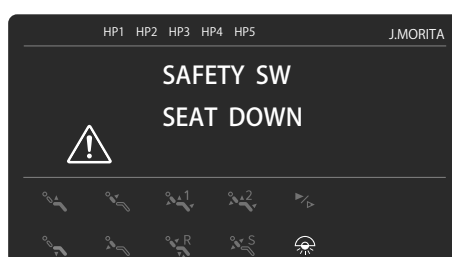 HP1 HP2 HP3 HP4 HP5 J.MORITA
SAFETY SW
SEAT DOWN
1 2
R S